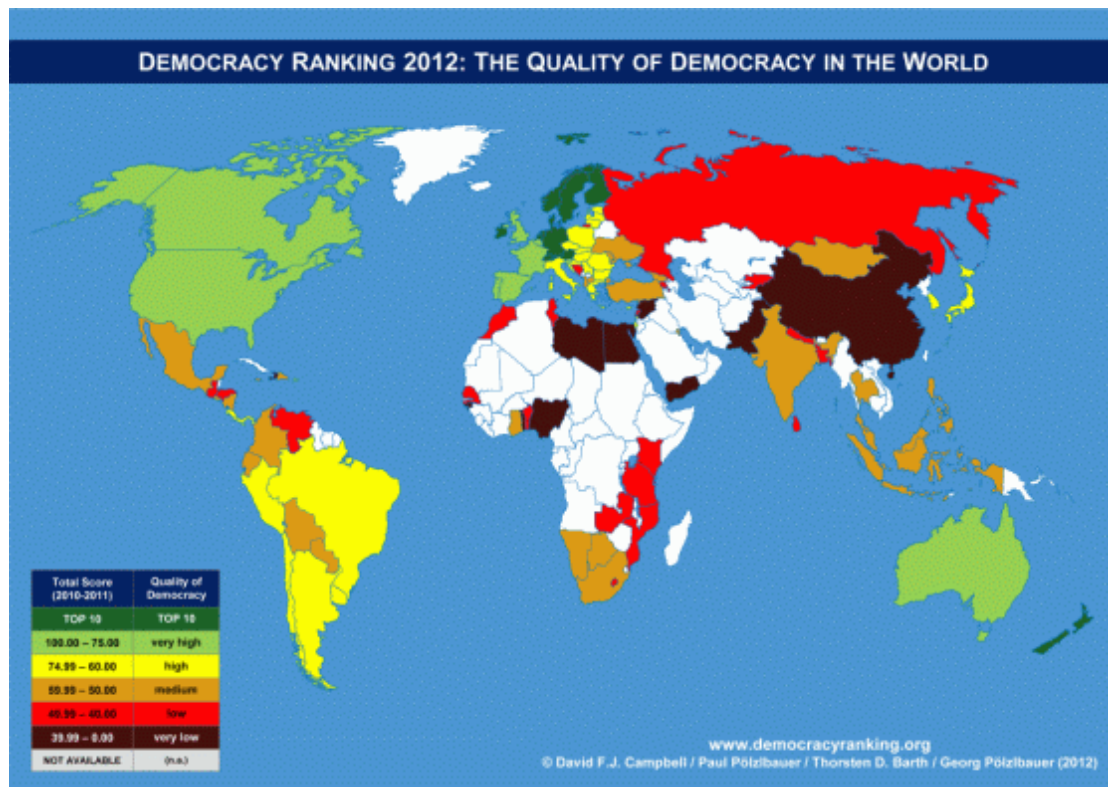 DEMOCRACY RANKING 2012: THE QUALITY OF DEMOCRACY IN THE WORLD
Total Score (2010-2011) Quality of Democracy
TOP 10 TOP 10
100.00 – 75.00 very high
74.99 – 60.00 high
59.99 – 50.00 medium
49.99 – 40.00 low
39.99 – 0.00 very low
NOT AVAILABLE (n.a.)
www.democracyranking.org
© David F.J. Campbell / Paul Pölzlbauer / Thorsten D. Barth / Georg Pölzlbauer (2012)